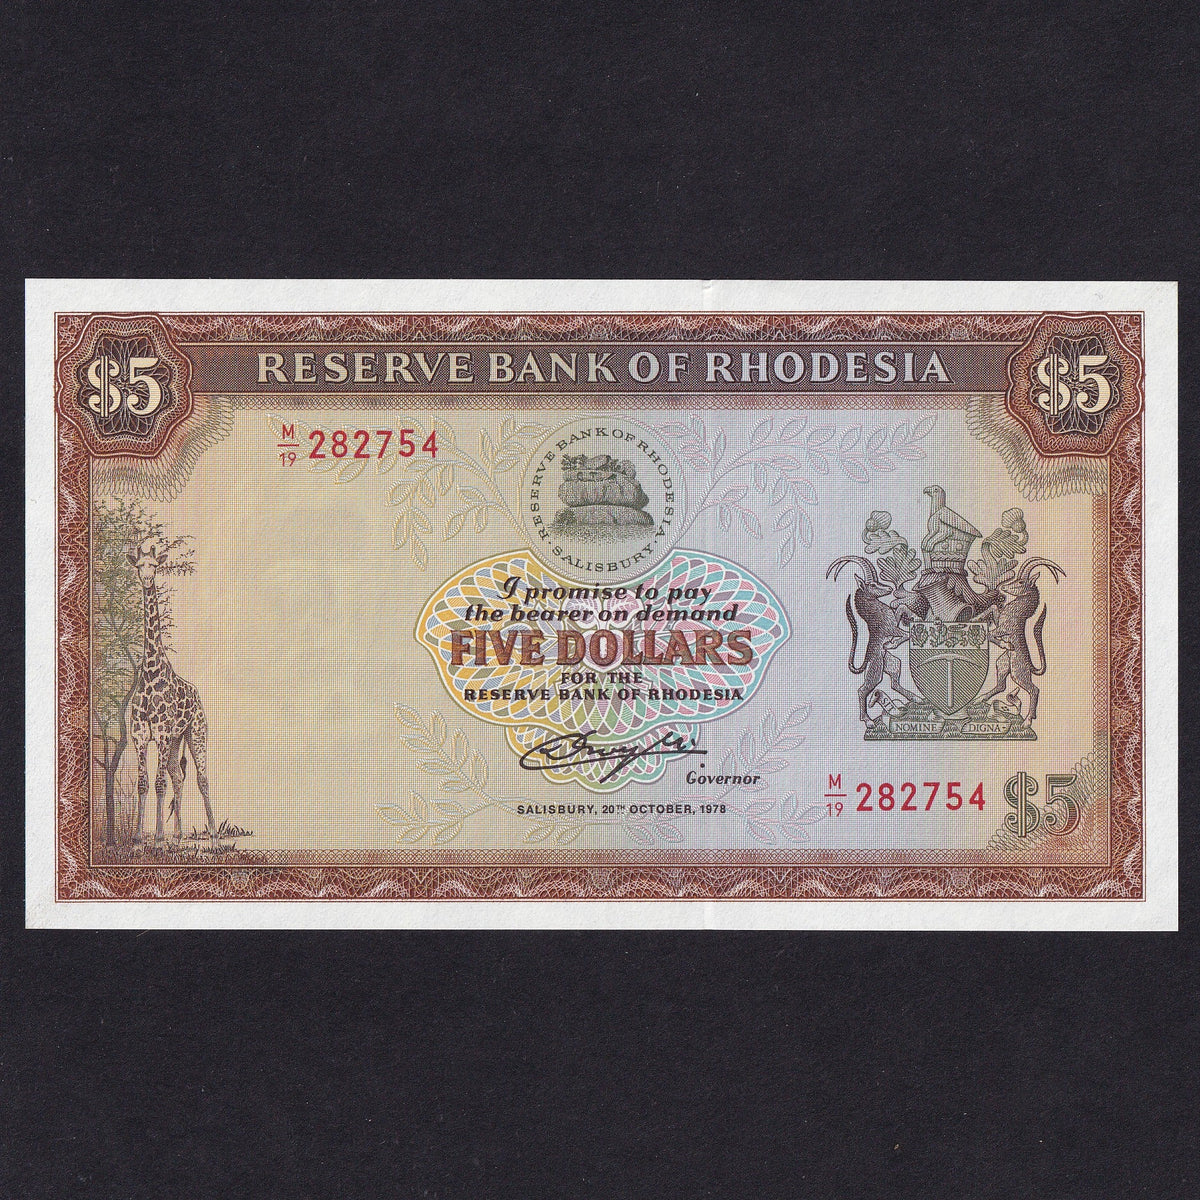 $5
RESERVE BANK OF RHODESIA
$5
M/19 282754
RESERVE BANK OF RHODESIA
• SALISBURY •
I promise to pay
the bearer on demand
FIVE DOLLARS
FOR THE
RESERVE BANK OF RHODESIA
SIT NOMINE DIGNA
Governor
M/19 282754 $5
SALISBURY, 20TH OCTOBER, 1978